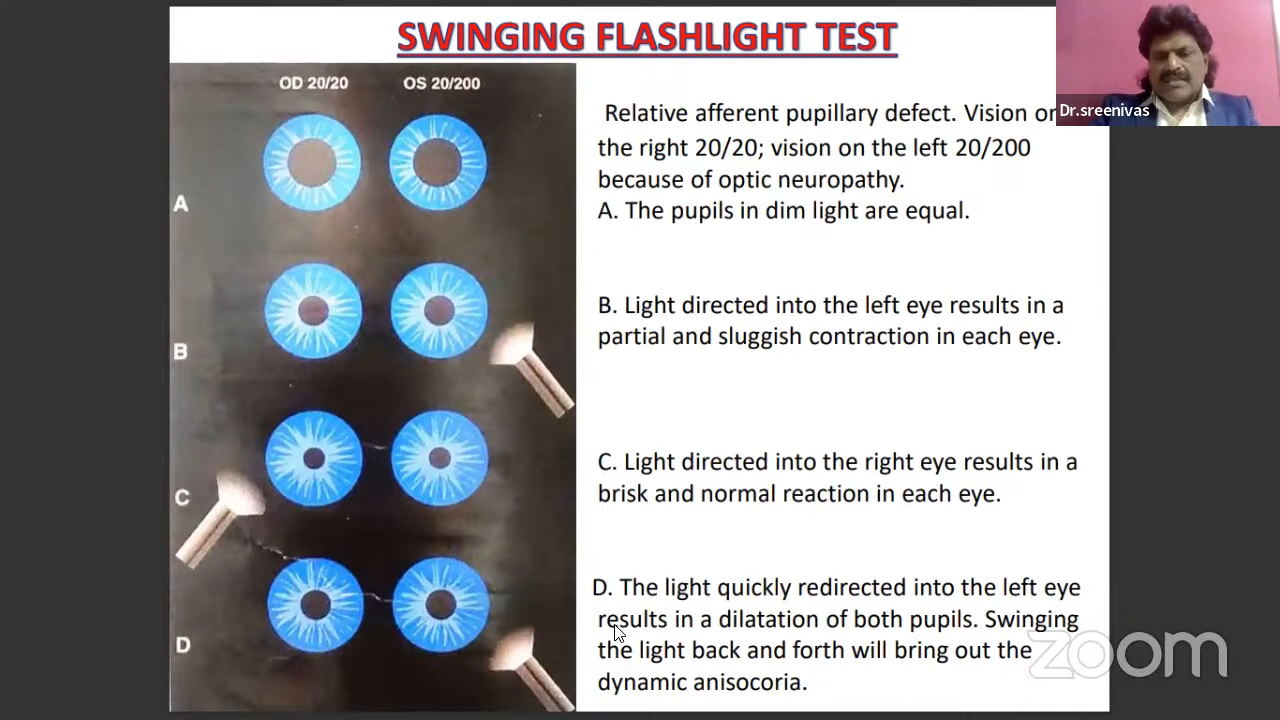 SWINGING FLASHLIGHT TEST
OD 20/20
OS 20/200
A
B
C
D
Relative afferent pupillary defect. Vision on
the right 20/20; vision on the left 20/200
because of optic neuropathy.
A. The pupils in dim light are equal.
B. Light directed into the left eye results in a
partial and sluggish contraction in each eye.
C. Light directed into the right eye results in a
brisk and normal reaction in each eye.
D. The light quickly redirected into the left eye
results in a dilatation of both pupils. Swinging
the light back and forth will bring out the
dynamic anisocoria.
Dr.sreenivas
zoom